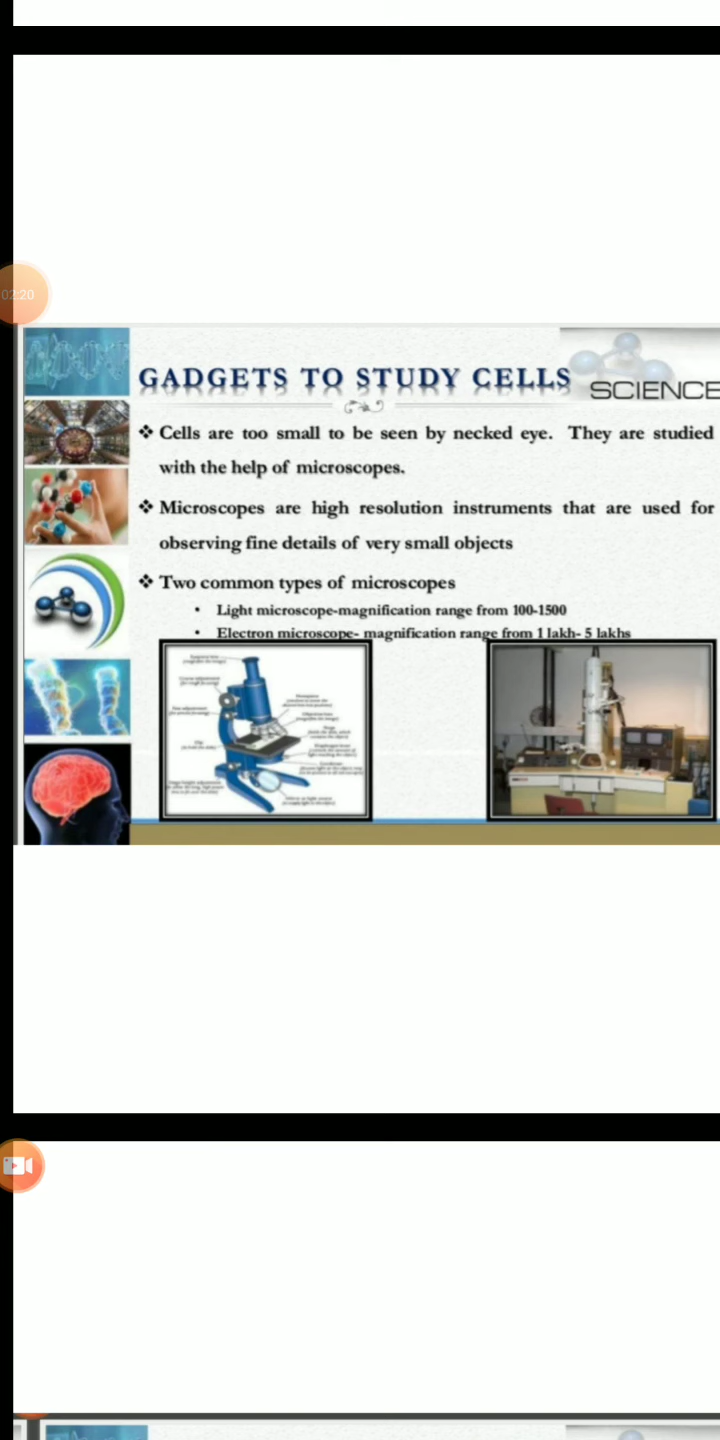 02:20
GADGETS TO STUDY CELLS
SCIENCE
❖ Cells are too small to be seen by necked eye. They are studied
with the help of microscopes.
❖ Microscopes are high resolution instruments that are used for
observing fine details of very small objects
❖ Two common types of microscopes
• Light microscope-magnification range from 100-1500
• Electron microscope- magnification range from 1 lakh- 5 lakhs